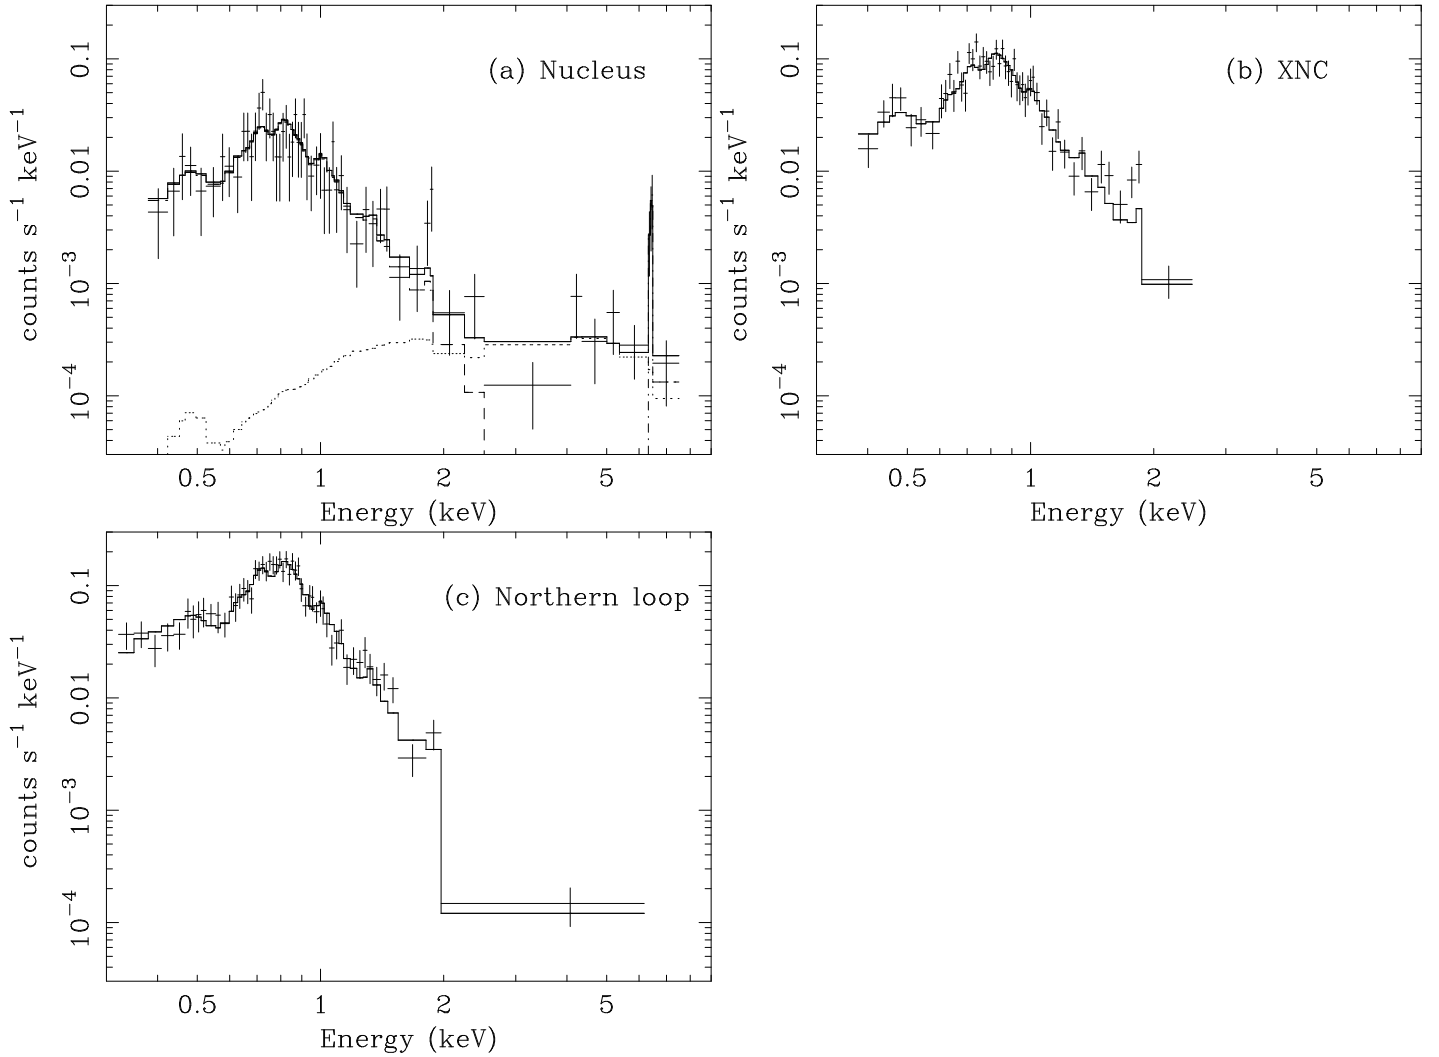 (a) Nucleus
counts s⁻¹ keV⁻¹
0.1
0.01
10⁻³
10⁻⁴
0.5 1 2 5
Energy (keV)
(b) XNC
counts s⁻¹ keV⁻¹
0.1
0.01
10⁻³
10⁻⁴
0.5 1 2 5
Energy (keV)
(c) Northern loop
counts s⁻¹ keV⁻¹
0.1
0.01
10⁻³
10⁻⁴
0.5 1 2 5
Energy (keV)